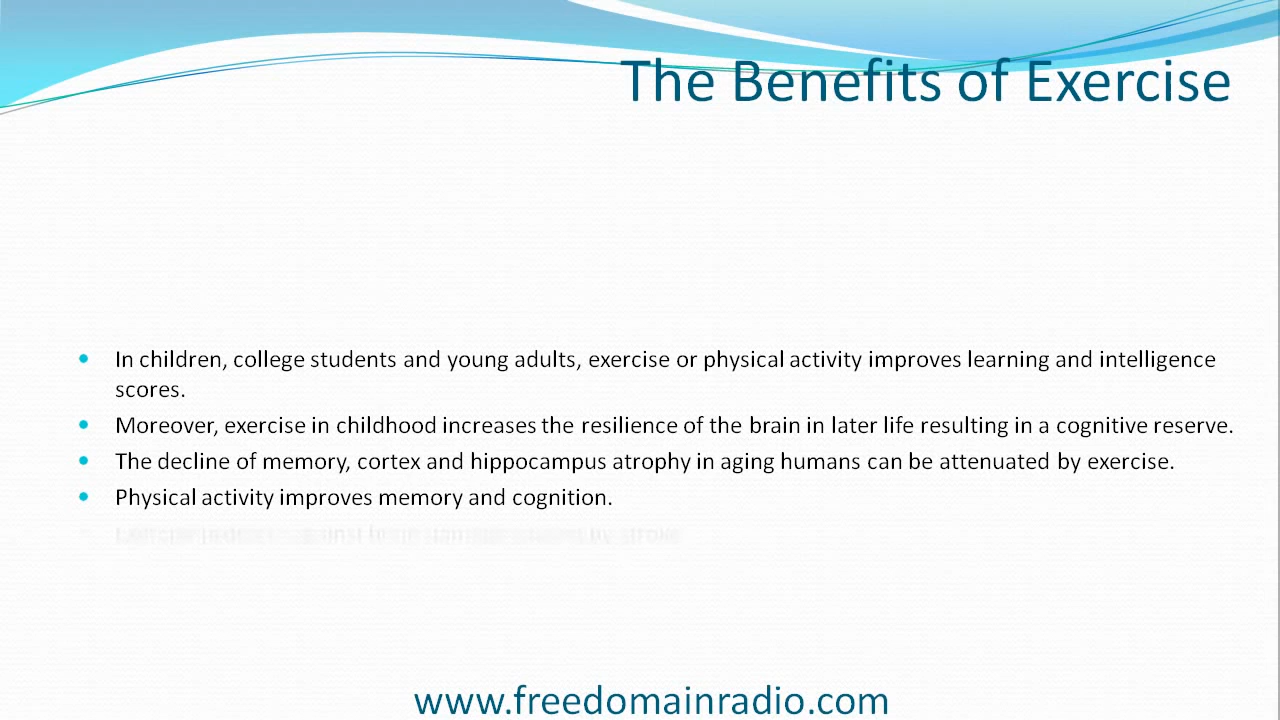 The Benefits of Exercise
• In children, college students and young adults, exercise or physical activity improves learning and intelligence
scores.
• Moreover, exercise in childhood increases the resilience of the brain in later life resulting in a cognitive reserve.
• The decline of memory, cortex and hippocampus atrophy in aging humans can be attenuated by exercise.
• Physical activity improves memory and cognition.
by stroke
www.freedomainradio.com